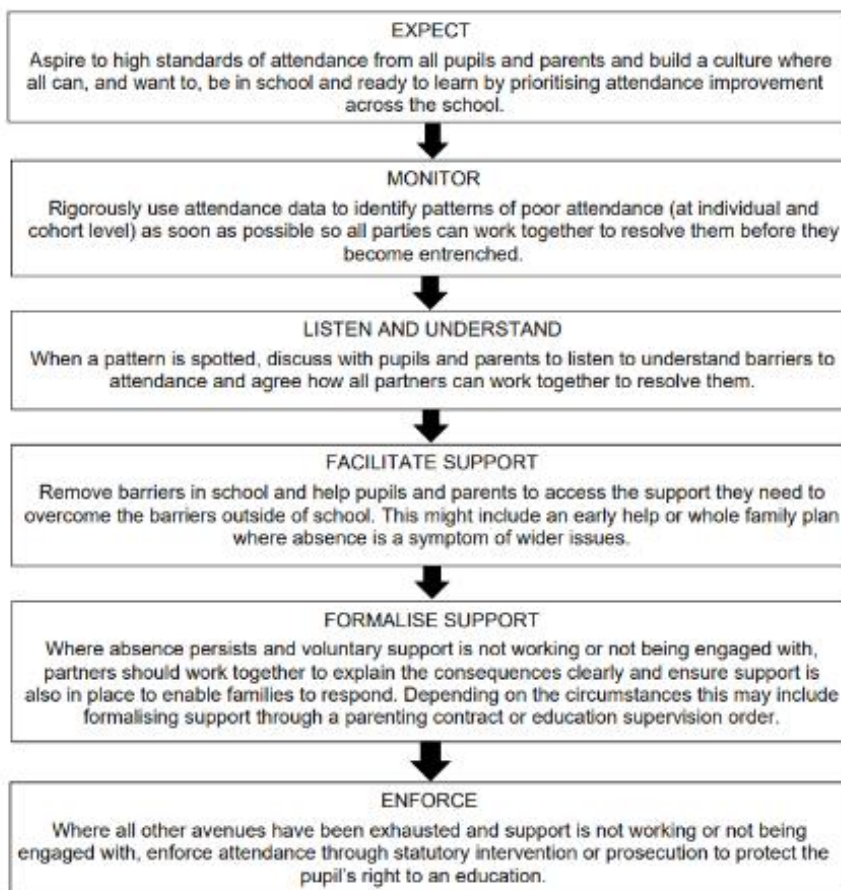 EXPECT
Aspire to high standards of attendance from all pupils and parents and build a culture where
all can, and want to, be in school and ready to learn by prioritising attendance improvement
across the school.
MONITOR
Rigorously use attendance data to identify patterns of poor attendance (at individual and
cohort level) as soon as possible so all parties can work together to resolve them before they
become entrenched.
LISTEN AND UNDERSTAND
When a pattern is spotted, discuss with pupils and parents to listen to understand barriers to
attendance and agree how all partners can work together to resolve them.
FACILITATE SUPPORT
Remove barriers in school and help pupils and parents to access the support they need to
overcome the barriers outside of school. This might include an early help or whole family plan
where absence is a symptom of wider issues.
FORMALISE SUPPORT
Where absence persists and voluntary support is not working or not being engaged with,
partners should work together to explain the consequences clearly and ensure support is
also in place to enable families to respond. Depending on the circumstances this may include
formalising support through a parenting contract or education supervision order.
ENFORCE
Where all other avenues have been exhausted and support is not working or not being
engaged with, enforce attendance through statutory intervention or prosecution to protect the
pupil's right to an education.